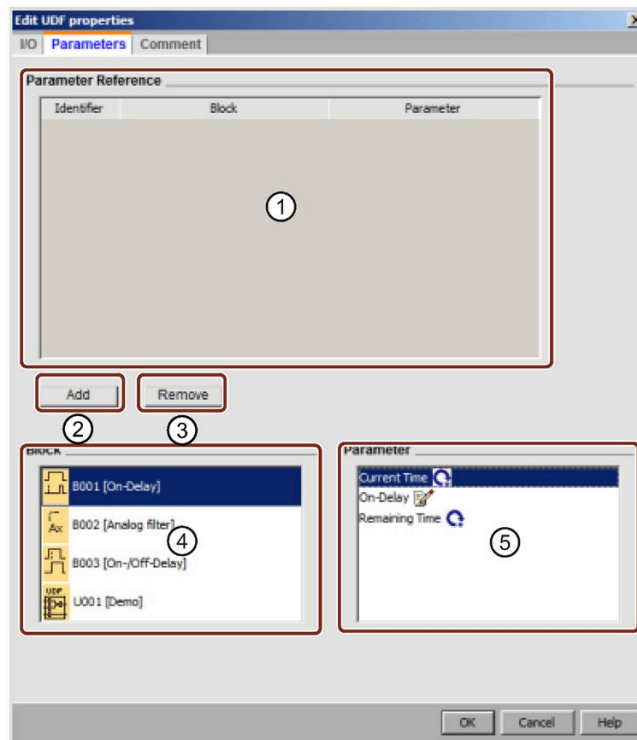 Edit UDF properties
I/O Parameters Comment
Parameter Reference
Identifier Block Parameter
1
Add Remove
2 3
Block Parameter
B001 [On-Delay]
B002 [Analog filter]
B003 [On-/Off-Delay]
UDF
U001 [Demo]
4
Current Time
On-Delay
Remaining Time
5
OK Cancel Help